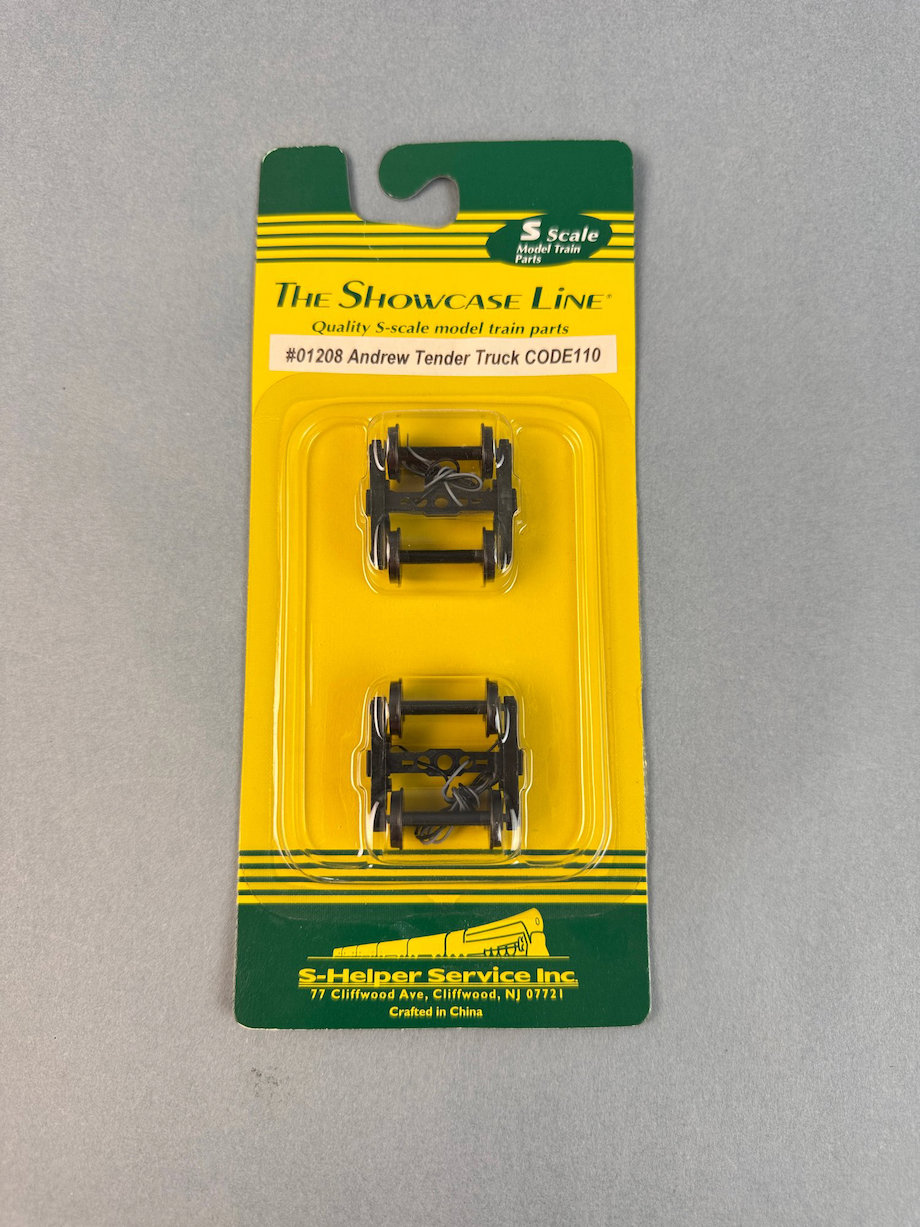 S Scale
Model Train
Parts
THE SHOWCASE LINE®
Quality S-scale model train parts
#01208 Andrew Tender Truck CODE110
S-Helper Service Inc.
77 Cliffwood Ave, Cliffwood, NJ 07721
Crafted in China